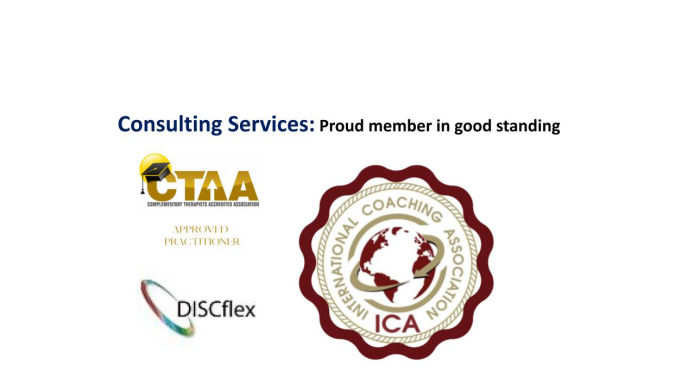 Consulting Services: Proud member in good standing
CTAA
COMPLEMENTARY THERAPISTS ACCREDITED ASSOCIATION
APPROVED
PRACTITIONER
DISCflex
INTERNATIONAL COACHING ASSOCIATION
ICA